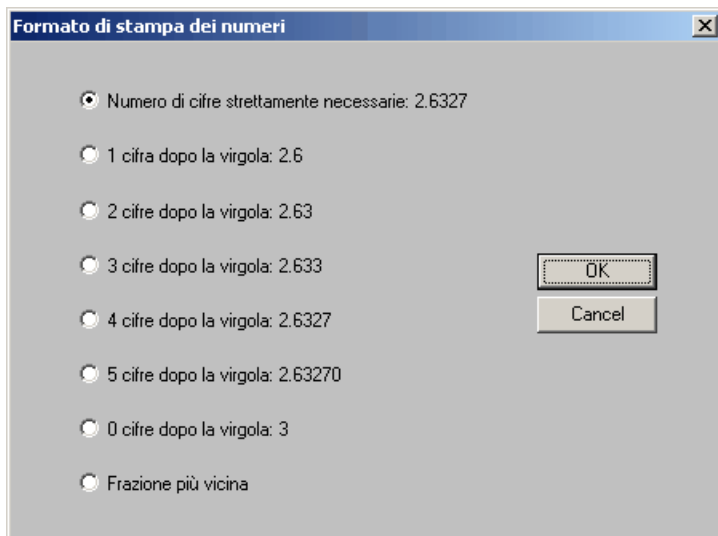 Formato di stampa dei numeri
Numero di cifre strettamente necessarie: 2.6327
1 cifra dopo la virgola: 2.6
2 cifre dopo la virgola: 2.63
3 cifre dopo la virgola: 2.633
4 cifre dopo la virgola: 2.6327
5 cifre dopo la virgola: 2.63270
0 cifre dopo la virgola: 3
Frazione più vicina
OK
Cancel